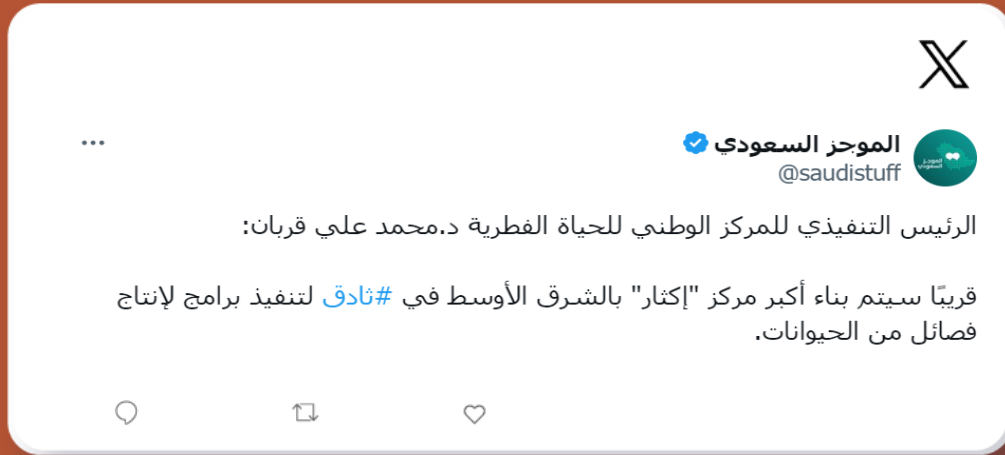 الموجز السعودي
@saudistuff
الرئيس التنفيذي للمركز الوطني للحياة الفطرية د.محمد علي قربان:
قريبًا سيتم بناء أكبر مركز "إكثار" بالشرق الأوسط في #ثادق لتنفيذ برامج لإنتاج
فصائل من الحيوانات.